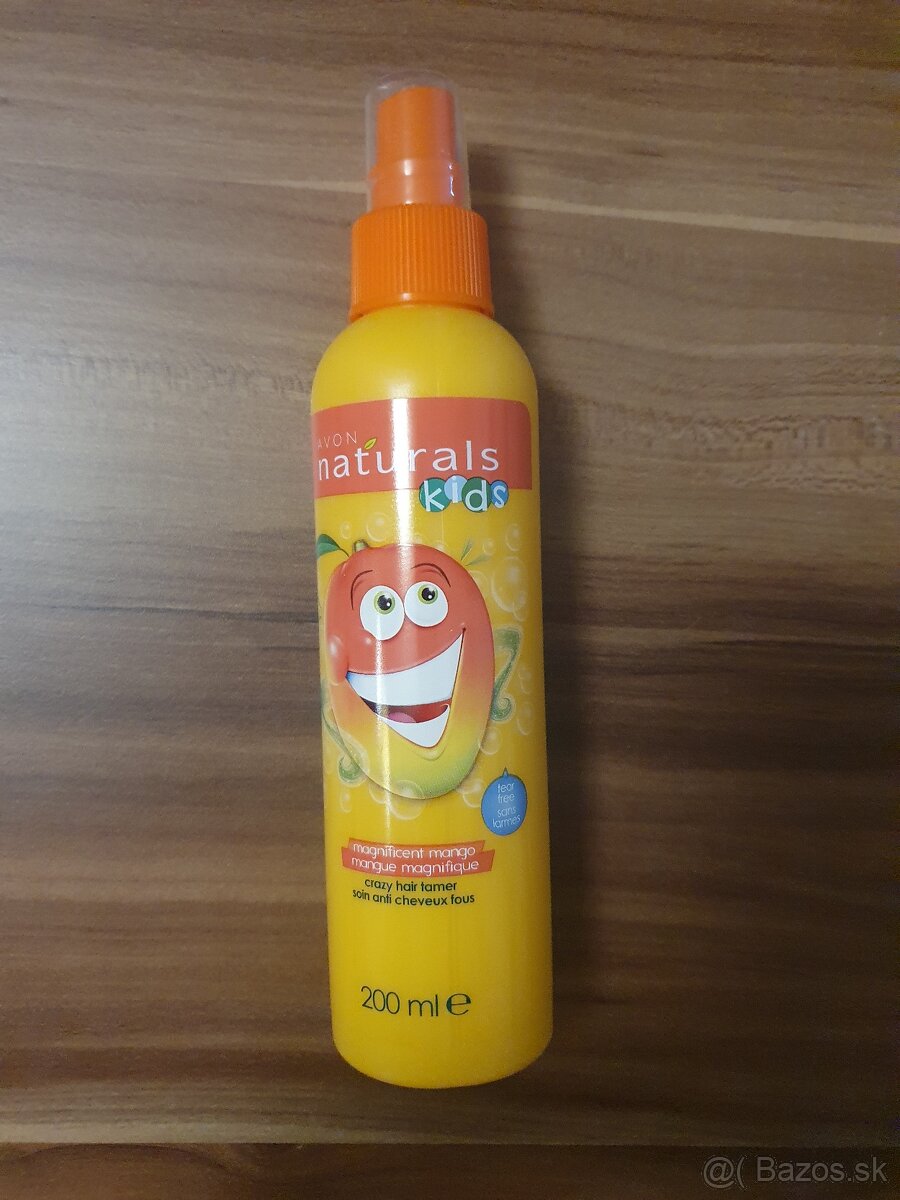 AVON
naturals
kids
tear
free
sans
larmes
magnificent mango
mangue magnifique
crazy hair tamer
soin anti cheveux fous
200 ml e
@( Bazos.sk